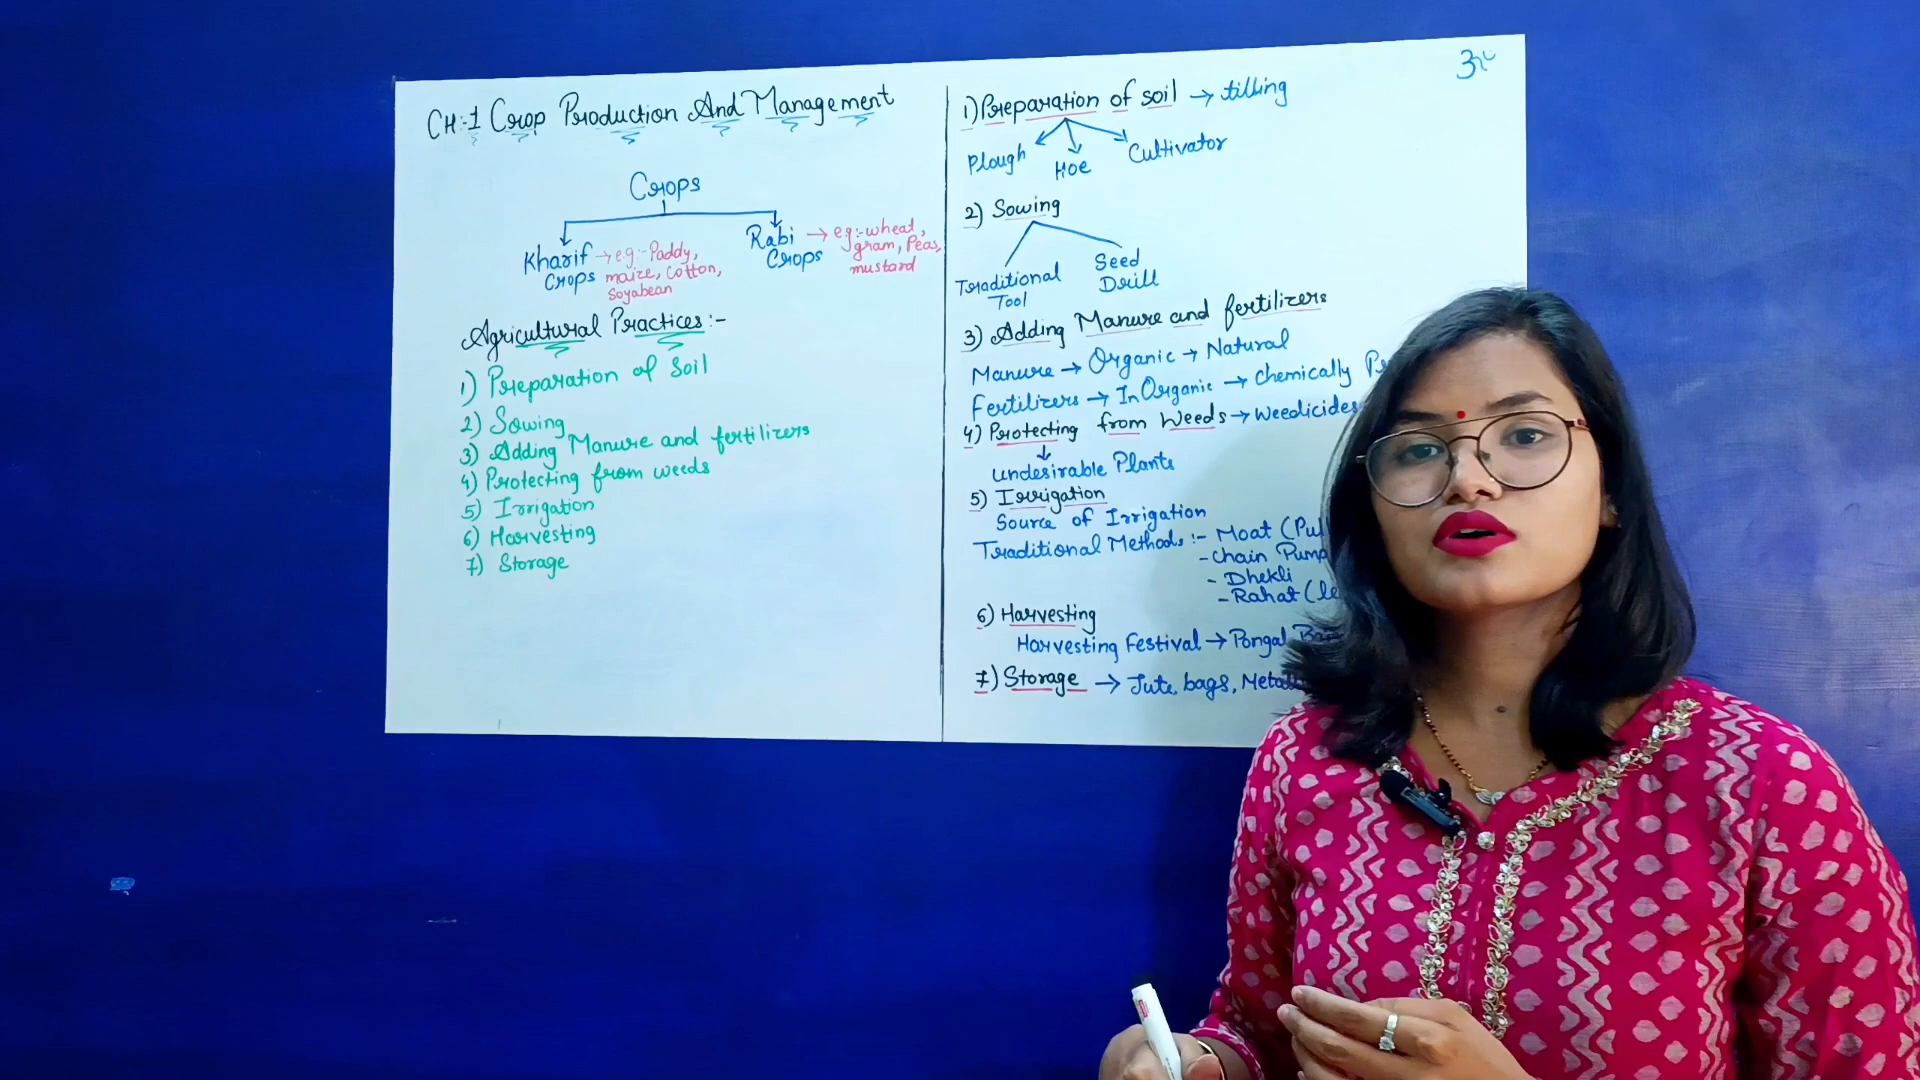 CH:-1 Crop Production And Management
Crops
Kharif Crops → eg:- Paddy, maize, Cotton, Soyabean
Rabi Crops → eg:- wheat, gram, Peas, mustard
Agricultural Practices:-
1) Preparation of Soil
2) Sowing
3) Adding Manure and fertilizers
4) Protecting from weeds
5) Irrigation
6) Harvesting
7) Storage
1) Preparation of soil → tilling
Plough Hoe Cultivator
2) Sowing
Traditional Tool
Seed Drill
3) Adding Manure and fertilizers
Manure → Organic → Natural
Fertilizers → InOrganic → Chemically
4) Protecting from Weeds → Weedicides
↓
undesirable Plants
5) Irrigation
Source of Irrigation
Traditional Methods :- Moat (Pul
- Chain Pump
- Dhekli
- Rahat (le
6) Harvesting
Harvesting Festival → Pongal
7) Storage → Jute bags,